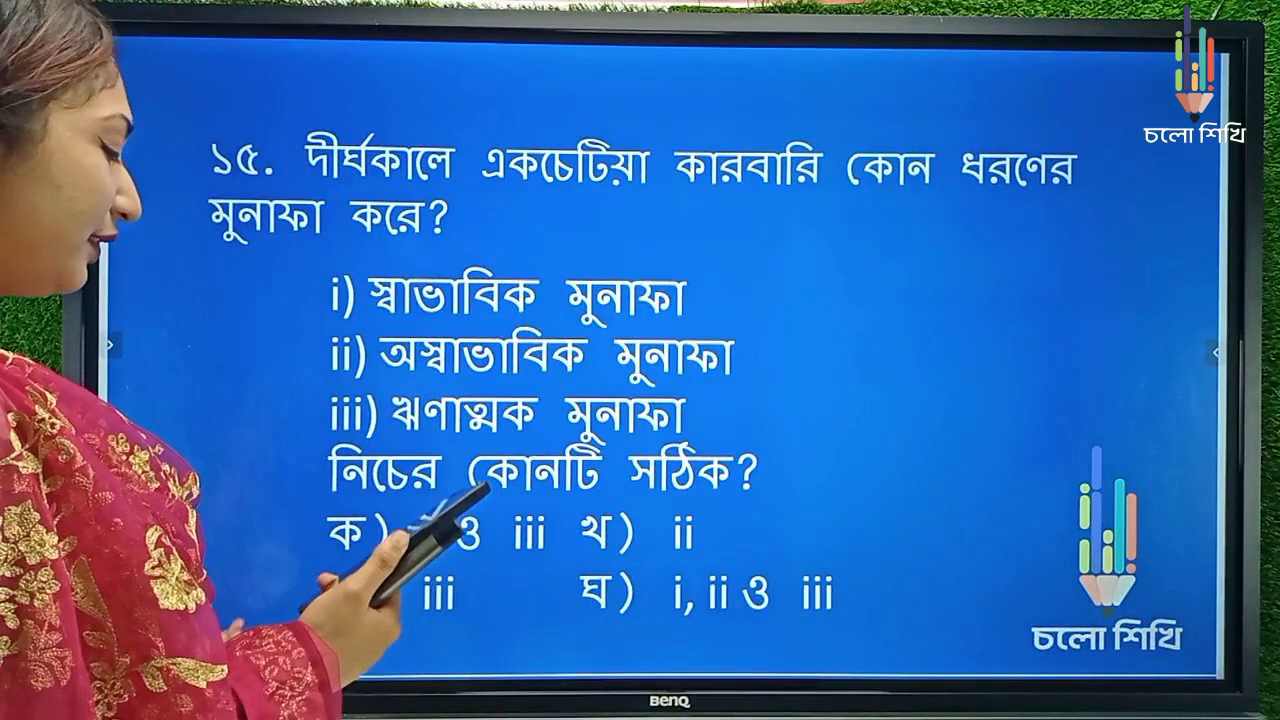 চলো শিখি
১৫. দীর্ঘকালে একচেটিয়া কারবারি কোন ধরণের
মুনাফা করে?
i) স্বাভাবিক মুনাফা
ii) অস্বাভাবিক মুনাফা
iii) ঋণাত্মক মুনাফা
নিচের কোনটি সঠিক?
ক) ও iii খ) ii
iii ঘ) i, ii ও iii
চলো শিখি
BenQ